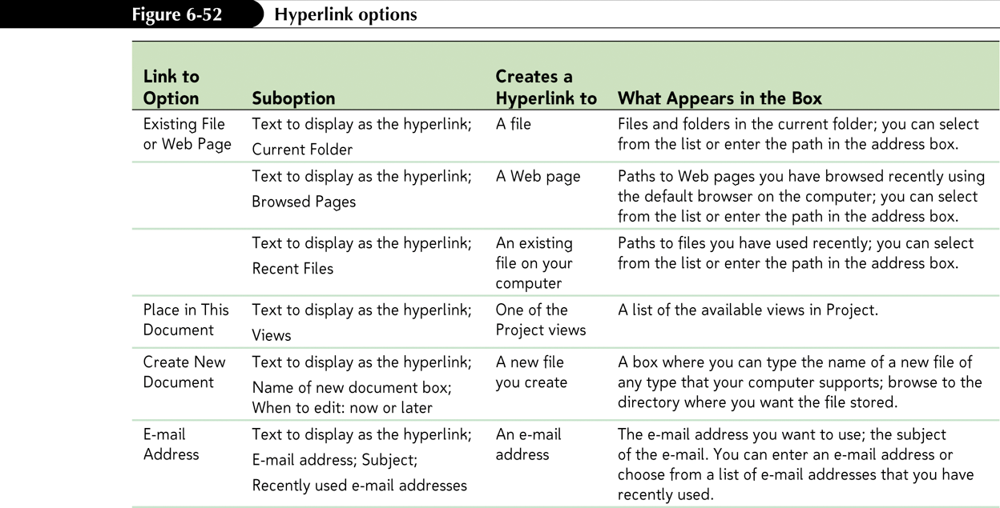 Figure 6-52 Hyperlink options
Link to Option Suboption Creates a Hyperlink to What Appears in the Box
Existing File or Web Page
Text to display as the hyperlink;
Current Folder
A file
Files and folders in the current folder; you can select
from the list or enter the path in the address box.
Text to display as the hyperlink;
Browsed Pages
A Web page
Paths to Web pages you have browsed recently using
the default browser on the computer; you can select
from the list or enter the path in the address box.
Text to display as the hyperlink;
Recent Files
An existing
file on your
computer
Paths to files you have used recently; you can select
from the list or enter the path in the address box.
Place in This
Document
Text to display as the hyperlink;
Views
One of the
Project views
A list of the available views in Project.
Create New
Document
Text to display as the hyperlink;
Name of new document box;
When to edit: now or later
A new file
you create
A box where you can type the name of a new file of
any type that your computer supports; browse to the
directory where you want the file stored.
E-mail
Address
Text to display as the hyperlink;
E-mail address; Subject;
Recently used e-mail addresses
An e-mail
address
The e-mail address you want to use; the subject
of the e-mail. You can enter an e-mail address or
choose from a list of e-mail addresses that you have
recently used.